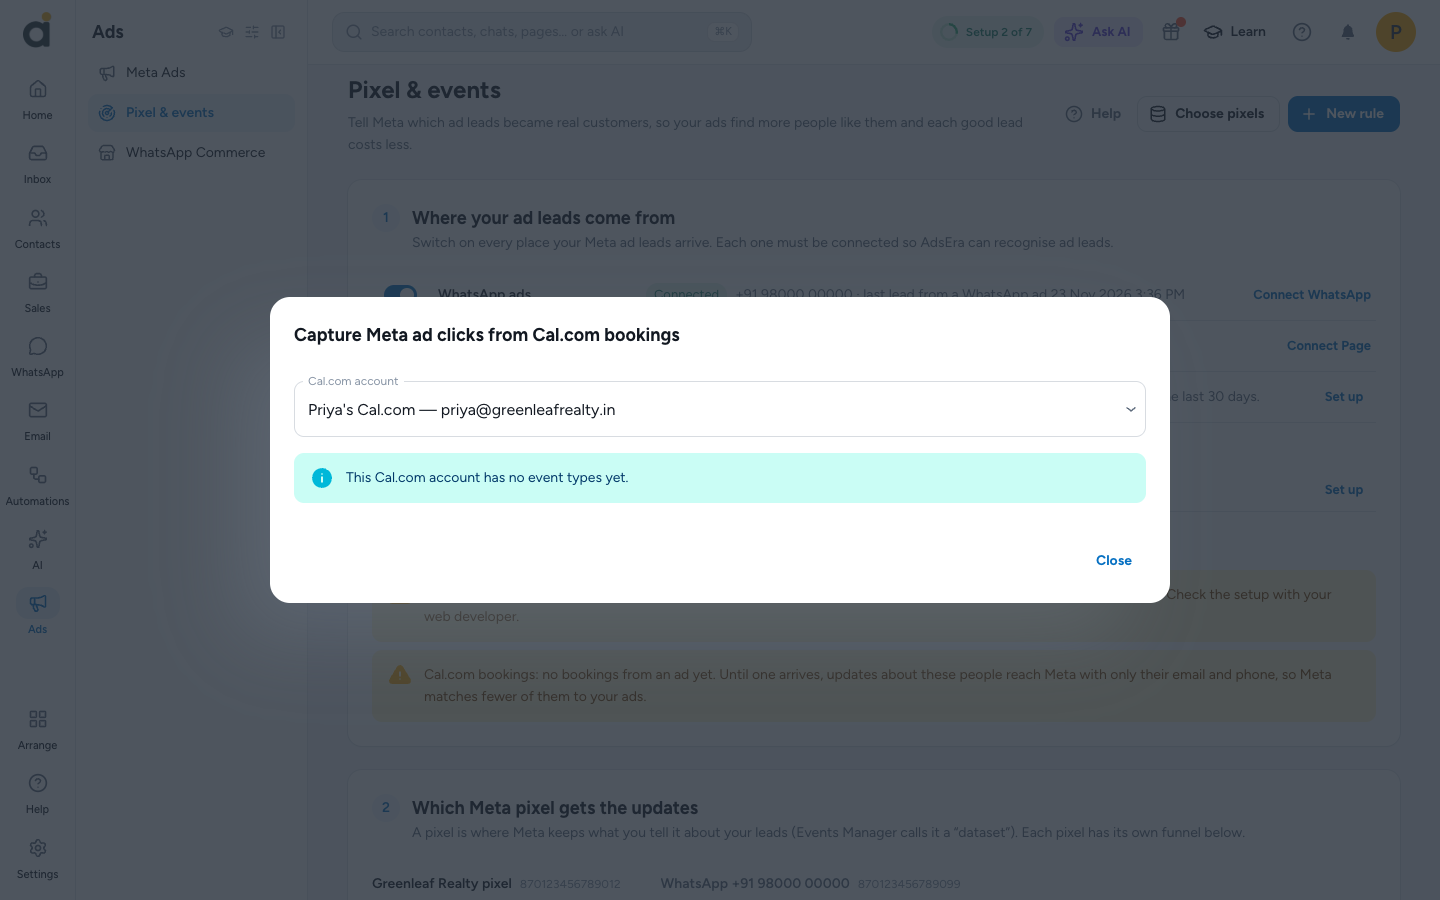 Ads
Search contacts, chats, pages... or ask AI
⌘K
Setup 2 of 7
Ask AI
Learn
P
Home
Inbox
Contacts
Sales
WhatsApp
Email
Automations
AI
Ads
Arrange
Help
Settings
Meta Ads
Pixel & events
WhatsApp Commerce
Pixel & events
Tell Meta which ad leads became real customers, so your ads find more people like them and each good lead
costs less.
Help
Choose pixels
New rule
1
Where your ad leads come from
Switch on every place your Meta ad leads arrive. Each one must be connected so AdsEra can recognise ad leads.
WhatsApp ads
Connected
+91 98000 00000 · last lead from a WhatsApp ad 23 Nov 2026 3:36 PM
Connect WhatsApp
Connect Page
last 30 days.
Set up
Set up
Capture Meta ad clicks from Cal.com bookings
Cal.com account
Priya's Cal.com — priya@greenleafrealty.in
This Cal.com account has no event types yet.
Close
Check the setup with your
web developer.
Cal.com bookings: no bookings from an ad yet. Until one arrives, updates about these people reach Meta with only their email and phone, so Meta
matches fewer of them to your ads.
2
Which Meta pixel gets the updates
A pixel is where Meta keeps what you tell it about your leads (Events Manager calls it a "dataset"). Each pixel has its own funnel below.
Greenleaf Realty pixel 870123456789012
WhatsApp +91 98000 00000 870123456789099